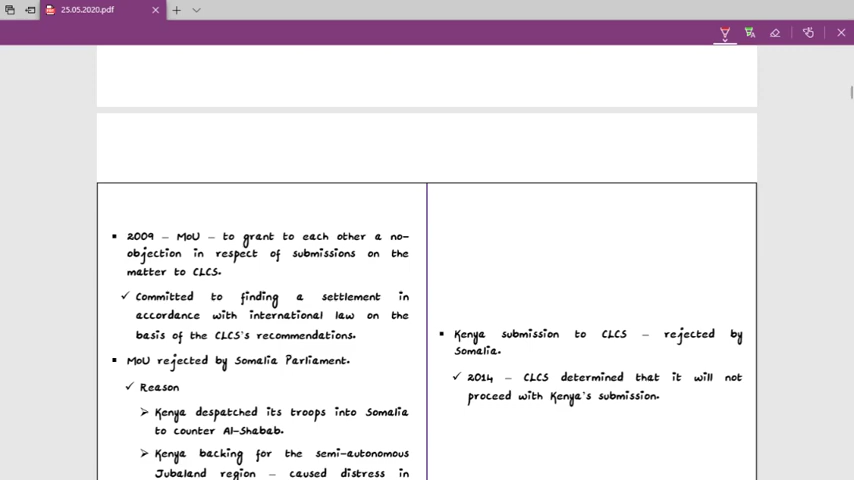 25.05.2020.pdf
▪ 2009 – MoU – to grant to each other a no-
objection in respect of submissions on the
matter to CLCS.
✓ Committed to finding a settlement in
accordance with international law on the
basis of the CLCS's recommendations.
▪ MoU rejected by Somalia Parliament.
✓ Reason
➢ Kenya despatched its troops into Somalia
to counter Al-Shabab.
➢ Kenya backing for the semi-autonomous
Jubaland region – caused distress in
▪ Kenya submission to CLCS – rejected by
Somalia.
✓ 2014 – CLCS determined that it will not
proceed with Kenya's submission.